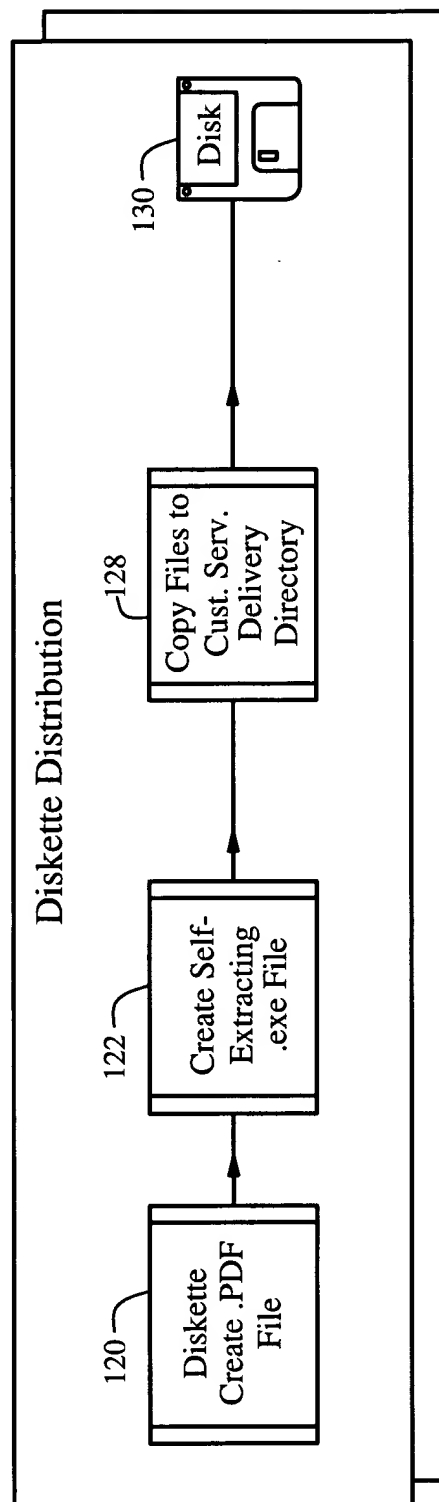 Diskette Distribution
120
Diskette
Create .PDF
File
122
Create Self-
Extracting
.exe File
128
Copy Files to
Cust. Serv.
Delivery
Directory
130
Disk